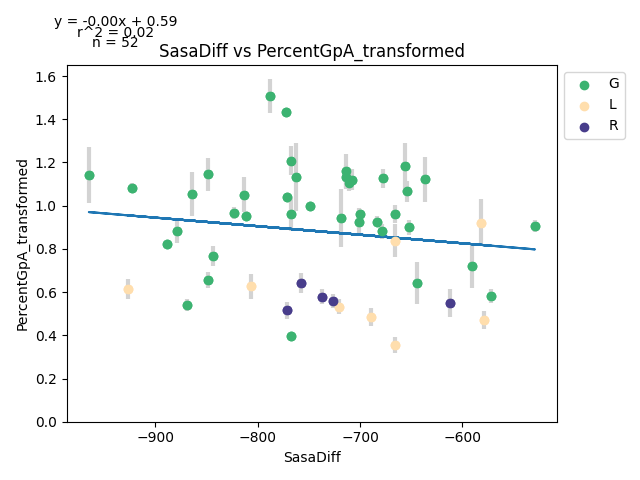 y = -0.00x + 0.59
r^2 = 0.02
n = 52
SasaDiff vs PercentGpA_transformed
G
L
R
PercentGpA_transformed
1.6
1.4
1.2
1.0
0.8
0.6
0.4
0.2
0.0
−900
−800
−700
−600
SasaDiff